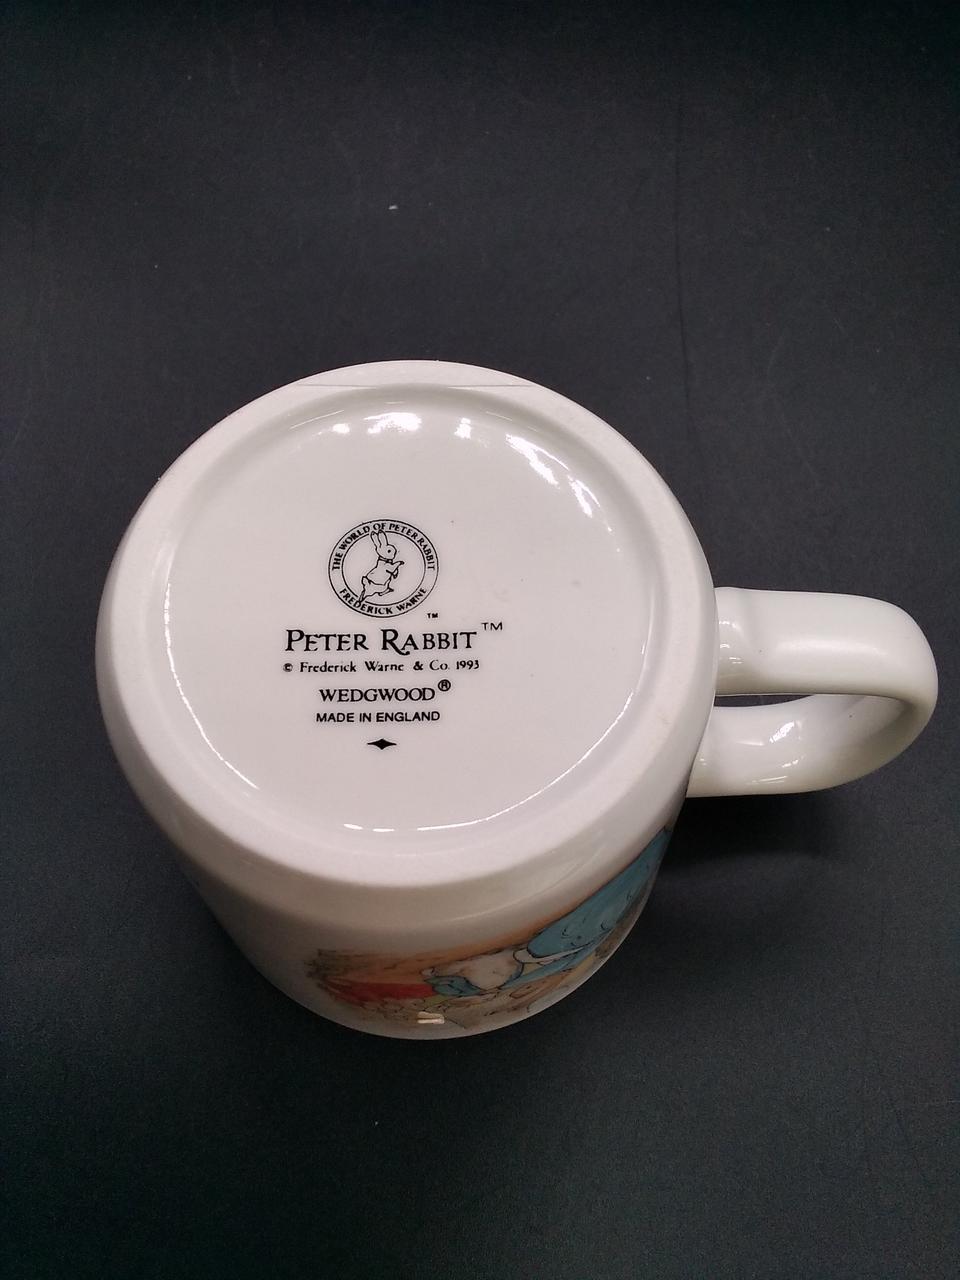 THE WORLD OF PETER RABBIT
FREDERICK WARNE
™
PETER RABBIT™
© Frederick Warne & Co. 1993
WEDGWOOD®
MADE IN ENGLAND